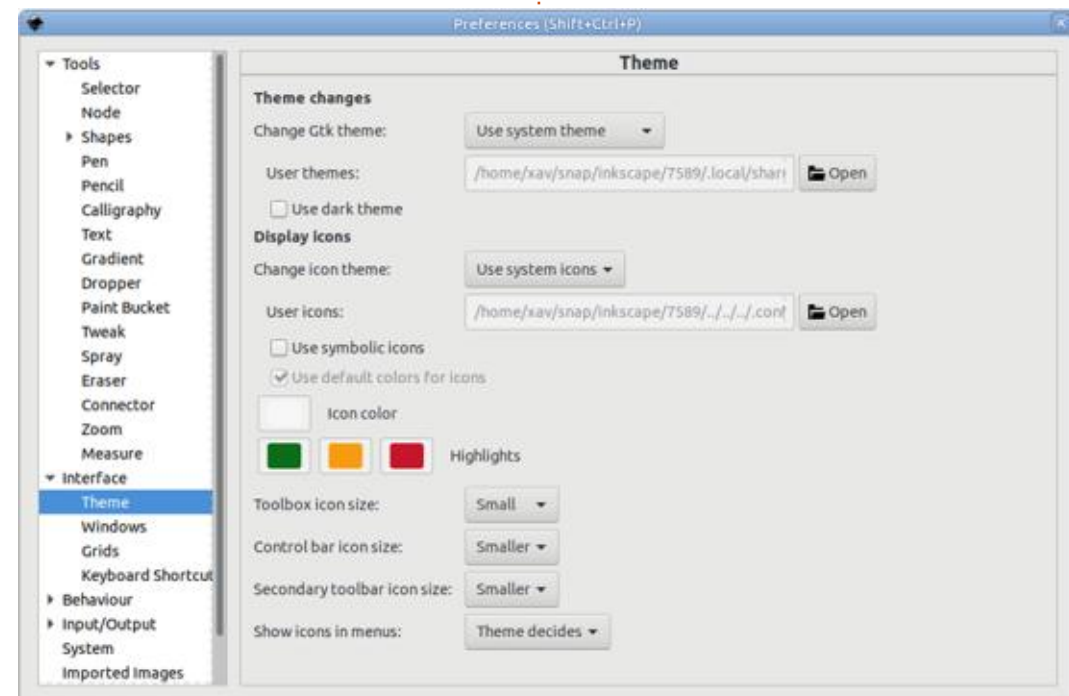 Preferences (Shift+Ctrl+P)
Tools
Selector
Node
Shapes
Pen
Pencil
Calligraphy
Text
Gradient
Dropper
Paint Bucket
Tweak
Spray
Eraser
Connector
Zoom
Measure
Interface
Theme
Windows
Grids
Keyboard Shortcut
Behaviour
Input/Output
System
Imported Images
Theme
Theme changes
Change Gtk theme: Use system theme
User themes: /home/xav/snap/inkscape/7589/.local/share Open
Use dark theme
Display icons
Change icon theme: Use system icons
User icons: /home/xav/snap/inkscape/7589/../../../.conf Open
Use symbolic icons
Use default colors for icons
Icon color
Highlights
Toolbox icon size: Small
Control bar icon size: Smaller
Secondary toolbar icon size: Smaller
Show icons in menus: Theme decides